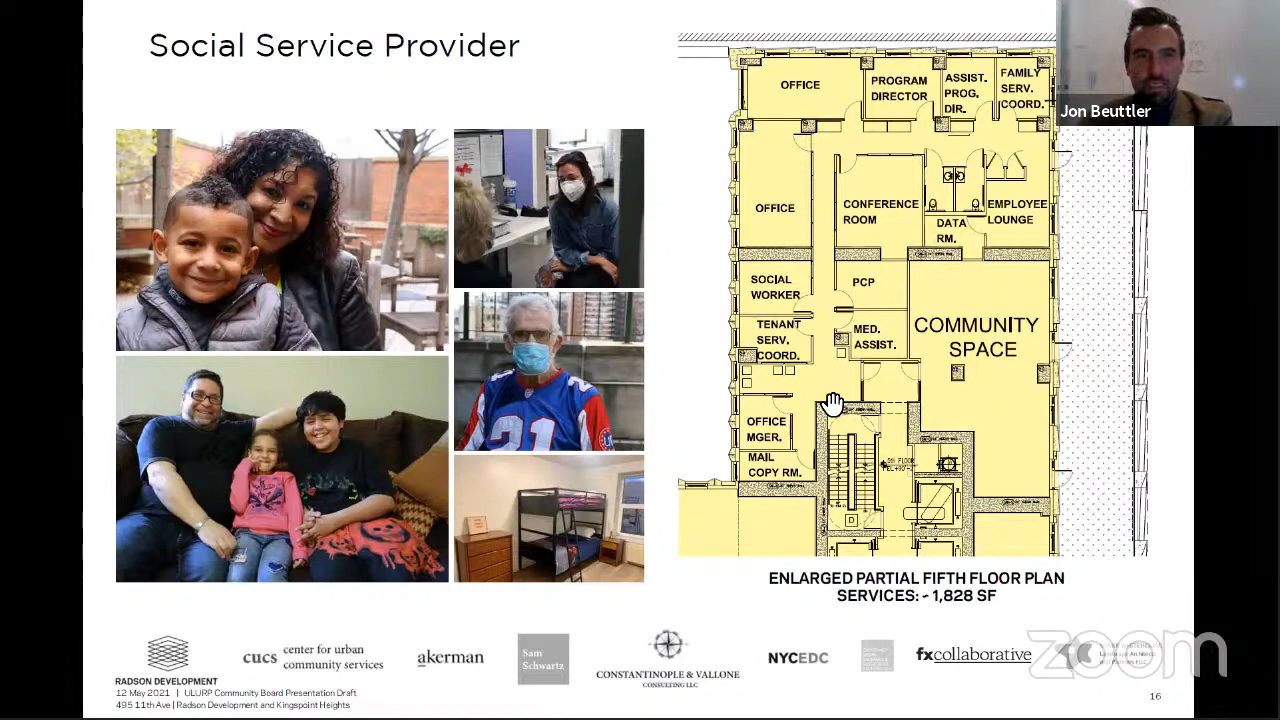 Social Service Provider
Jon Beuttler
OFFICE
PROGRAM
DIRECTOR
ASSIST.
PROG.
DIR.
FAMILY
SERV.
COORD.
OFFICE
CONFERENCE
ROOM
DATA
RM.
EMPLOYEE
LOUNGE
SOCIAL
WORKER
PCP
TENANT
SERV.
COORD.
MED.
ASSIST.
COMMUNITY
SPACE
OFFICE
MGER.
MAIL
COPY RM.
5th FLOOR
21
ENLARGED PARTIAL FIFTH FLOOR PLAN
SERVICES: ~ 1,828 SF
RADSON DEVELOPMENT
cucs center for urban
community services
akerman
Sam
Schwartz
CONSTANTINOPLE & VALLONE
CONSULTING LLC
NYCEDC
fxcollaborative
zoom
12 May 2021 | ULURP Community Board Presentation Draft
495 11th Ave | Radson Development and Kingspoint Heights
16